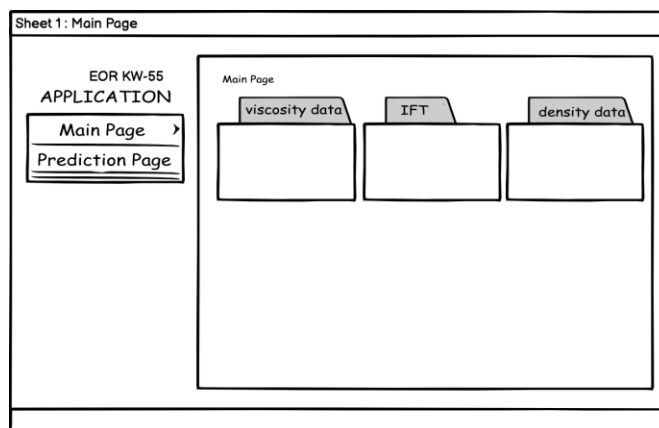 Sheet 1 : Main Page
EOR KW-55
APPLICATION
Main Page
Prediction Page
Main Page
viscosity data
IFT
density data